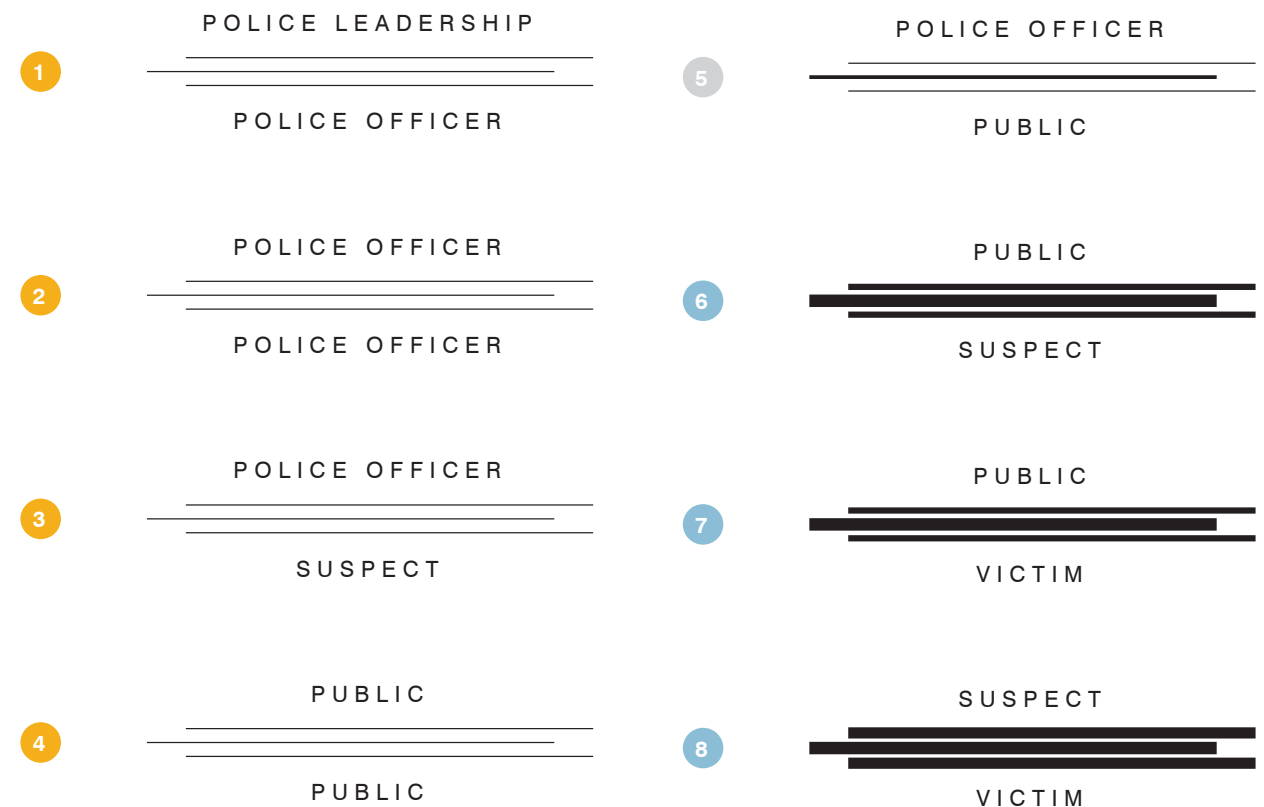 1
POLICE LEADERSHIP
POLICE OFFICER
2
POLICE OFFICER
POLICE OFFICER
3
POLICE OFFICER
SUSPECT
4
PUBLIC
PUBLIC
5
POLICE OFFICER
PUBLIC
6
PUBLIC
SUSPECT
7
PUBLIC
VICTIM
8
SUSPECT
VICTIM